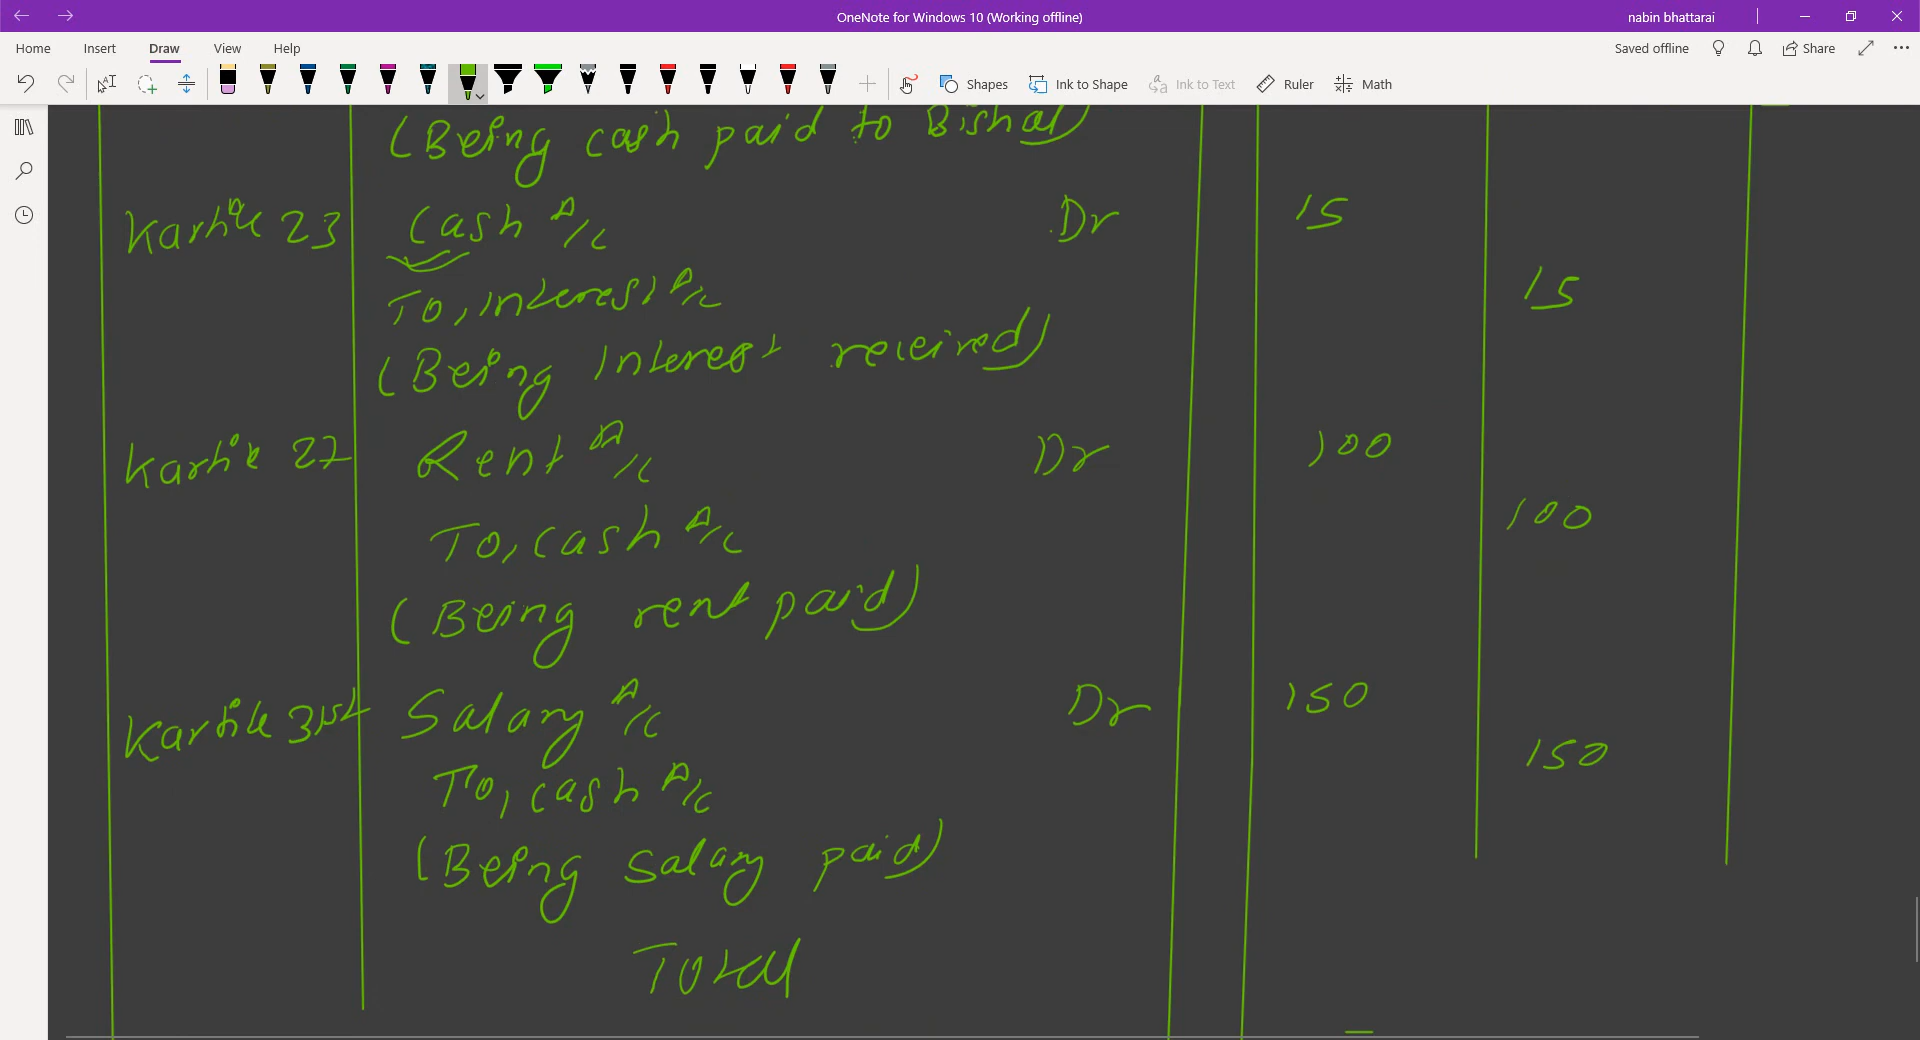 OneNote for Windows 10 (Working offline)
nabin bhattarai
Home Insert Draw View Help
Saved offline Share
Shapes Ink to Shape Ink to Text Ruler Math
(Being cash paid to Bishal)
Kartik 23 Cash A/c Dr 15
To, interest A/c 15
(Being Interest received)
Kartik 27 Rent A/c Dr 100
To, cash A/c 100
(Being rent paid)
Kartik 31st Salary A/c Dr 150
To, cash A/c 150
(Being salary paid)
Total